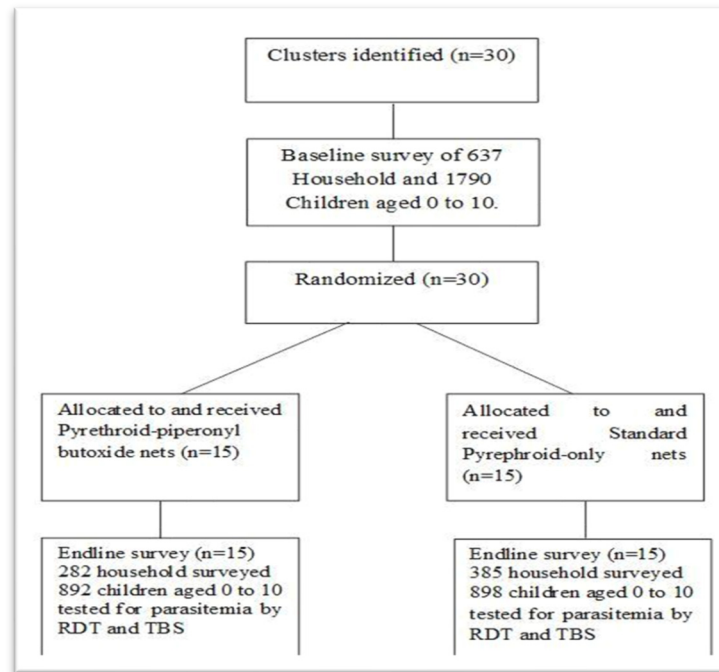 Clusters identified (n=30)
Baseline survey of 637
Household and 1790
Children aged 0 to 10.
Randomized (n=30)
Allocated to and received
Pyrethroid-piperonyl
butoxide nets (n=15)
Allocated to and
received Standard
Pyrephroid-only nets
(n=15)
Endline survey (n=15)
282 household surveyed
892 children aged 0 to 10
tested for parasitemia by
RDT and TBS
Endline survey (n=15)
385 household surveyed
898 children aged 0 to 10
tested for parasitemia by
RDT and TBS